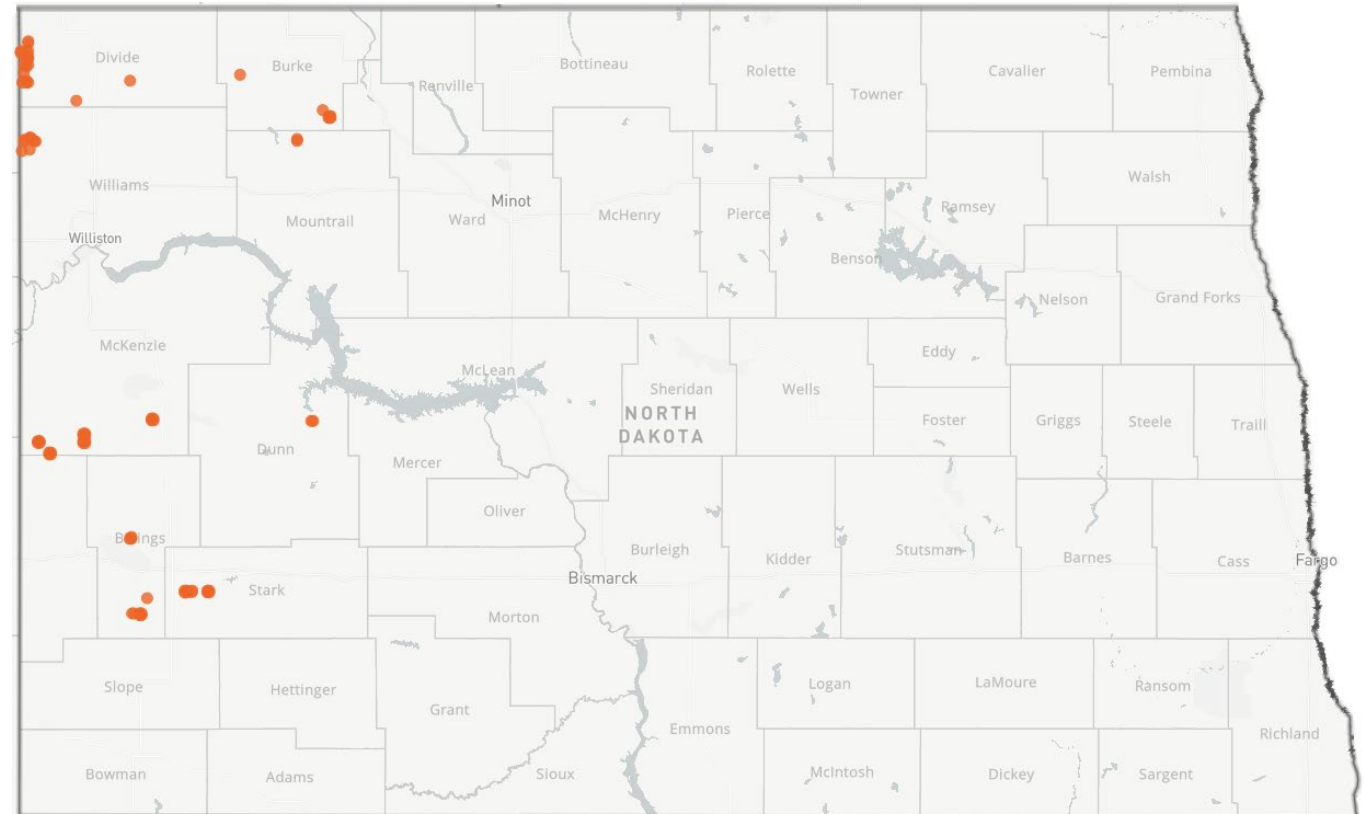 Divide
Burke
Renville
Bottineau
Rolette
Towner
Cavalier
Pembina
Williams
Mountrail
Ward
Minot
McHenry
Pierce
Ramsey
Walsh
Williston
Benson
Nelson
Grand Forks
McKenzie
McLean
Sheridan
Wells
Eddy
NORTH
DAKOTA
Foster
Griggs
Steele
Traill
Dunn
Mercer
Oliver
Billings
Burleigh
Kidder
Stutsman
Barnes
Cass
Fargo
Stark
Bismarck
Morton
Slope
Hettinger
Grant
Emmons
Logan
LaMoure
Ransom
Richland
Bowman
Adams
Sioux
McIntosh
Dickey
Sargent